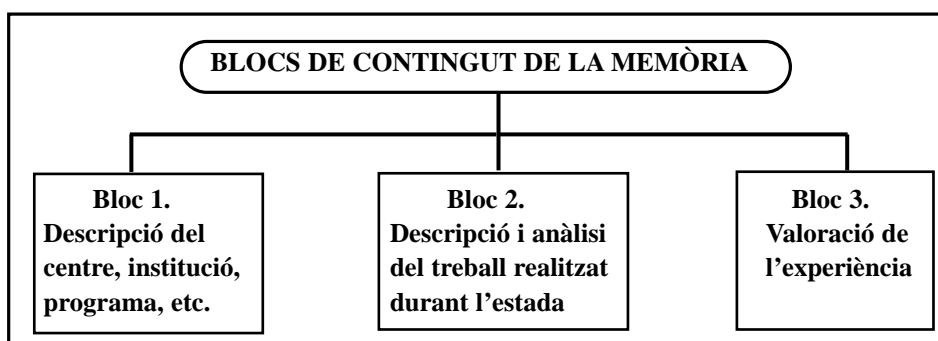 BLOCS DE CONTINGUT DE LA MEMÒRIA
Bloc 1.
Descripció del
centre, institució,
programa, etc.
Bloc 2.
Descripció i anàlisi
del treball realitzat
durant l’estada
Bloc 3.
Valoració de
l’experiència